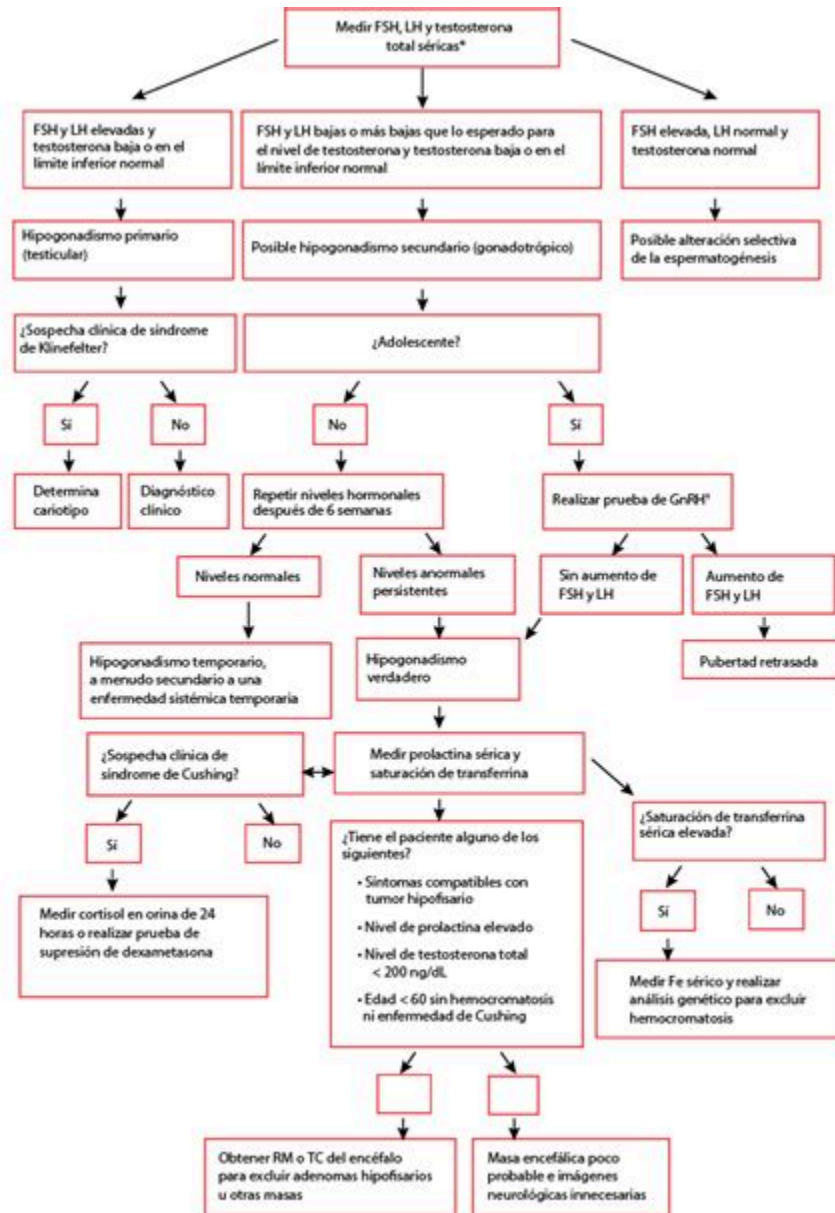 Medir FSH, LH y testosterona
total séricas*
FSH y LH elevadas y
testosterona baja o en el
límite inferior normal
FSH y LH bajas o más bajas que lo esperado para
el nivel de testosterona y testosterona baja o en el
límite inferior normal
FSH elevada, LH normal y
testosterona normal
Hipogonadismo primario
(testicular)
Posible hipogonadismo secundario (gonadotrópico)
Posible alteración selectiva
de la espermatogénesis
¿Sospecha clínica de síndrome
de Klinefelter?
¿Adolescente?
Sí
No
No
Sí
Determina
cariotipo
Diagnóstico
clínico
Repetir niveles hormonales
después de 6 semanas
Realizar prueba de GnRH*
Niveles normales
Niveles anormales
persistentes
Sin aumento de
FSH y LH
Aumento de
FSH y LH
Hipogonadismo temporario,
a menudo secundario a una
enfermedad sistémica temporaria
Hipogonadismo
verdadero
Pubertad retrasada
¿Sospecha clínica de
síndrome de Cushing?
Medir prolactina sérica y
saturación de transferrina
¿Saturación de transferrina
sérica elevada?
Sí
No
¿Tiene el paciente alguno de los
siguientes?
• Síntomas compatibles con
tumor hipofisario
• Nivel de prolactina elevado
• Nivel de testosterona total
< 200 ng/dL
• Edad < 60 sin hemocromatosis
ni enfermedad de Cushing
Sí
No
Medir cortisol en orina de 24
horas o realizar prueba de
supresión de dexametasona
Medir Fe sérico y realizar
análisis genético para excluir
hemocromatosis
Obtener RM o TC del encéfalo
para excluir adenomas hipofisarios
u otras masas
Masa encefálica poco
probable e imágenes
neurológicas innecesarias